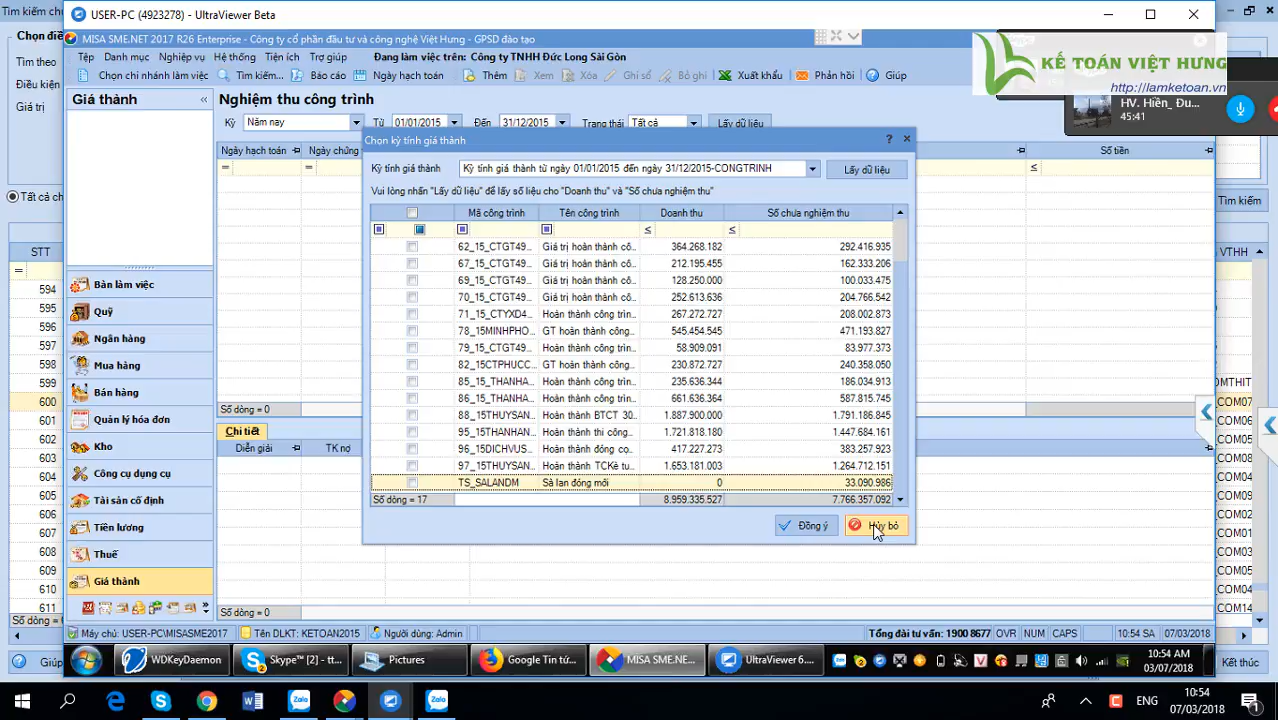 Tìm kiếm ch
USER-PC (4923278) - UltraViewer Beta
Chọn điề
Tìm theo
Điều kiện
Giá trị
MISA SME.NET 2017 R26 Enterprise - Công ty cổ phần đầu tư và công nghệ Việt Hưng - GPSD đào tạo
KẾ TOÁN VIỆT HƯNG
http://lamketoan.vn
HV. Hiền_ Đu...
45:41
Tệp Danh mục Nghiệp vụ Hệ thống Tiện ích Trợ giúp Đang làm việc trên: Công ty TNHH Đức Long Sài Gòn
Chọn chi nhánh làm việc Tìm kiếm... Báo cáo Ngày hạch toán Thêm Xem Xóa Ghi sổ Bỏ ghi Xuất khẩu Phản hồi Giúp
Giá thành «
Nghiệm thu công trình
Kỳ Năm nay Từ 01/01/2015 Đến 31/12/2015 Trạng thái Tất cả Lấy dữ liệu
Ngày hạch toán Ngày chứng Số tiền
= = ≤
Chọn kỳ tính giá thành ?
Kỳ tính giá thành Kỳ tính giá thành từ ngày 01/01/2015 đến ngày 31/12/2015-CONGTRINH Lấy dữ liệu
Vui lòng nhấn "Lấy dữ liệu" để lấy số liệu cho "Doanh thu" và "Số chưa nghiệm thu"
Mã công trình Tên công trình Doanh thu Số chưa nghiệm thu
≤ ≤
62_15_CTGT49... Giá trị hoàn thành cô.. 364.268.182 292.416.935
67_15_CTGT49... Giá trị hoàn thành cô.. 212.195.455 162.333.206
69_15_CTGT49... Giá trị hoàn thành cô.. 128.250.000 100.033.475
70_15_CTGT49... Giá trị hoàn thành cô.. 252.613.636 204.766.542
71_15_CTYXD4... Hoàn thành công trìn.. 267.272.727 208.002.873
78_15MINHPHO... GT hoàn thành công.. 545.454.545 471.193.827
79_15_CTGT49... Hoàn thành công trìn.. 58.909.091 83.977.373
82_15CTPHUCC... GT hoàn thành công.. 230.872.727 240.358.050
85_15_THANHA... Hoàn thành công trìn.. 235.636.344 186.034.913
86_15_THANHA... Hoàn thành công trìn.. 661.636.364 587.815.745
88_15THUYSAN... Hoàn thành BTCT 30.. 1.887.900.000 1.791.186.845
95_15THANHAN... Hoàn thành thi công.. 1.721.818.180 1.447.684.161
96_15DICHVUS... Hoàn thành đóng cọ.. 417.227.273 383.257.923
97_15THUYSAN... Hoàn thành TCKè tu.. 1.653.181.003 1.264.712.151
TS_SALANDM Sà lan đóng mới 0 33.090.986
Số dòng = 17 8.959.335.527 7.766.357.092
Đồng ý Hủy bỏ
Số dòng = 0
Chi tiết
Diễn giải TK nợ
Số dòng = 0
Bàn làm việc
Quỹ
Ngân hàng
Mua hàng
Bán hàng
Quản lý hóa đơn
Kho
Công cụ dụng cụ
Tài sản cố định
Tiền lương
Thuế
Giá thành
Tất cả ch
STT
=
594
595
596
597
598
599
600
601
602
603
604
605
606
607
608
609
610
611
Số dòng =
Giúp
Tìm kiếm
VTHH
OMTHIT
_COM07
_COM03
_COM05
_COM04
_COM14
Kết thúc
Máy chủ: USER-PC\MISASME2017 Tên DLKT: KETOAN2015 Người dùng: Admin Tổng đài tư vấn: 1900 8677 OVR NUM CAPS 10:54 SA 07/03/2018
WDKeyDaemon Skype™ [2] - tt... Pictures Google Tin tứ... MISA SME.NE... UltraViewer 6... 10:54 AM
03/07/2018
ENG 10:54
07/03/2018